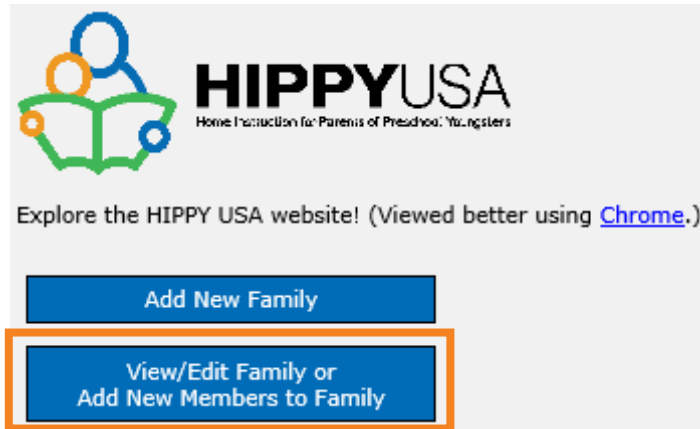 HIPPYUSA
Home Instruction for Parents of Preschool Youngsters
Explore the HIPPY USA website! (Viewed better using Chrome.)
Add New Family
View/Edit Family or
Add New Members to Family